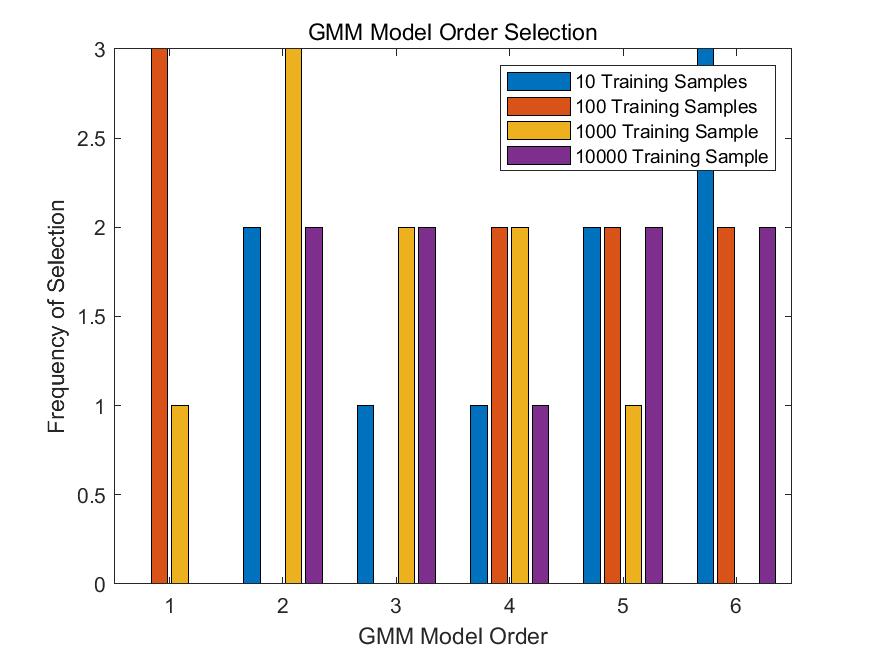 GMM Model Order Selection
3
2.5
2
1.5
1
0.5
0
Frequency of Selection
10 Training Samples
100 Training Samples
1000 Training Sample
10000 Training Sample
1 2 3 4 5 6
GMM Model Order